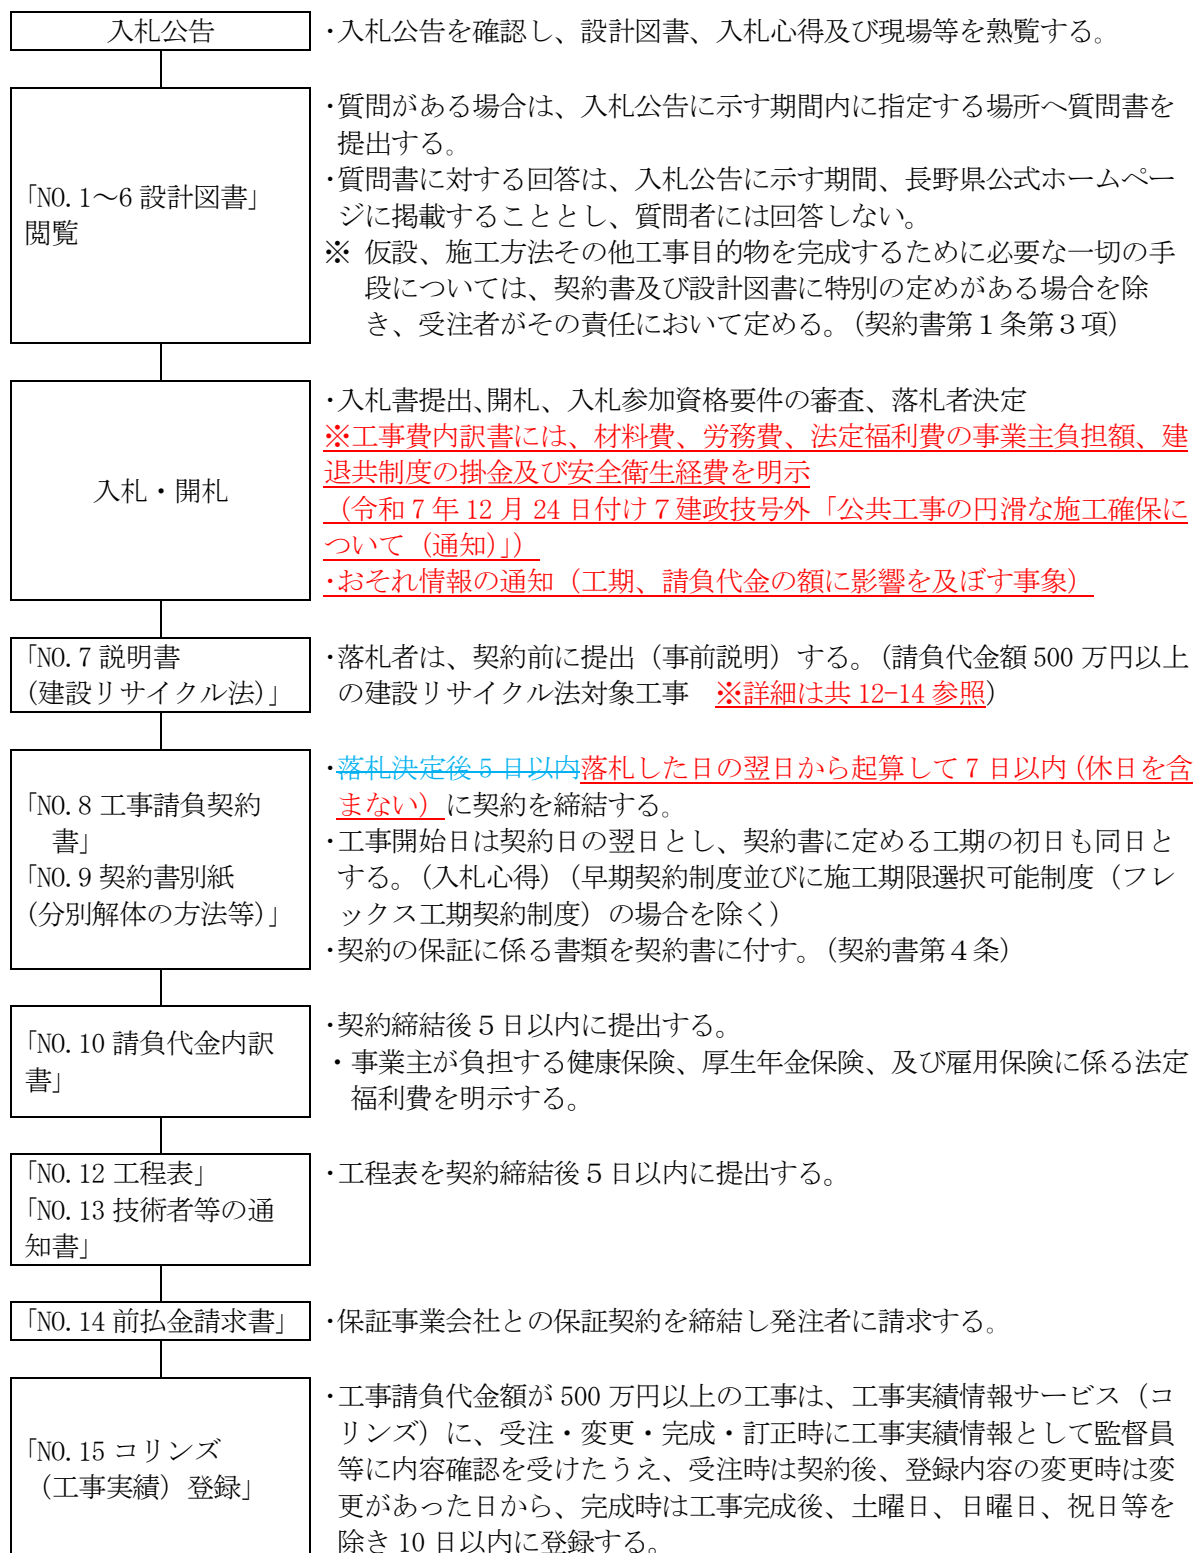 入札公告
・入札公告を確認し、設計図書、入札心得及び現場等を熟覧する。
「NO.1～6 設計図書」
閲覧
・質問がある場合は、入札公告に示す期間内に指定する場所へ質問書を
提出する。
・質問書に対する回答は、入札公告に示す期間、長野県公式ホームペー
ジに掲載することとし、質問者には回答しない。
※ 仮設、施工方法その他工事目的物を完成するために必要な一切の手
段については、契約書及び設計図書に特別の定めがある場合を除
き、受注者がその責任において定める。（契約書第１条第３項）
入札・開札
・入札書提出、開札、入札参加資格要件の審査、落札者決定
※工事費内訳書には、材料費、労務費、法定福利費の事業主負担額、建
退共制度の掛金及び安全衛生経費を明示
（令和７年 12 月 24 日付け７建政技号外「公共工事の円滑な施工確保に
ついて（通知）」）
・おそれ情報の通知（工期、請負代金の額に影響を及ぼす事象）
「NO.7 説明書
（建設リサイクル法）」
・落札者は、契約前に提出（事前説明）する。（請負代金額 500 万円以上
の建設リサイクル法対象工事　※詳細は共 12-14 参照）
「NO.8 工事請負契約
書」
「NO.9 契約書別紙
（分別解体の方法等）」
・落札決定後５日以内落札した日の翌日から起算して７日以内（休日を含
まない）に契約を締結する。
・工事開始日は契約日の翌日とし、契約書に定める工期の初日も同日と
する。（入札心得）（早期契約制度並びに施工期限選択可能制度（フレ
ックス工期契約制度）の場合を除く）
・契約の保証に係る書類を契約書に付す。（契約書第４条）
「NO.10 請負代金内訳
書」
・契約締結後５日以内に提出する。
・事業主が負担する健康保険、厚生年金保険、及び雇用保険に係る法定
福利費を明示する。
「NO.12 工程表」
「NO.13 技術者等の通
知書」
・工程表を契約締結後５日以内に提出する。
「NO.14 前払金請求書」
・保証事業会社との保証契約を締結し発注者に請求する。
「NO.15 コリンズ
（工事実績）登録」
・工事請負代金額が 500 万円以上の工事は、工事実績情報サービス（コ
リンズ）に、受注・変更・完成・訂正時に工事実績情報として監督員
等に内容確認を受けたうえ、受注時は契約後、登録内容の変更時は変
更があった日から、完成時は工事完成後、土曜日、日曜日、祝日等を
除き 10 日以内に登録する。